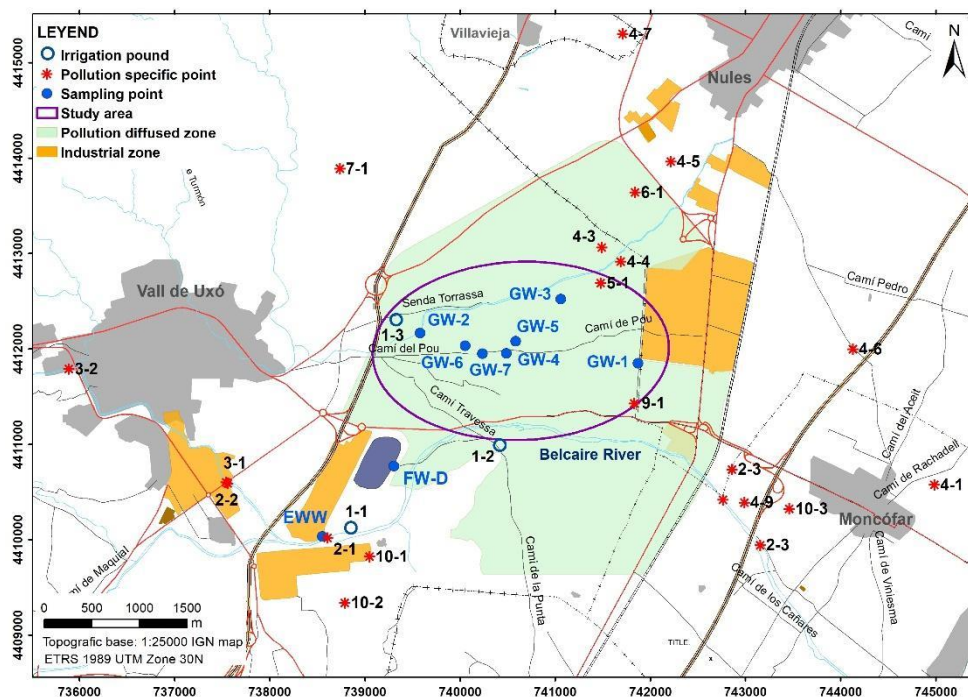 LEYEND
Irrigation pound
Pollution specific point
Sampling point
Study area
Pollution diffused zone
Industrial zone
Villavieja
4-7
Camí
N
Nules
7-1
4-5
6-1
4-3
4-4
5-1
Camí Pedro
Vall de Uxó
Senda Torrassa
GW-3
GW-2
GW-5
Camí de Pou
1-3
Camí del Pou
GW-6
GW-7
GW-4
GW-1
4-6
3-2
Camí Travessa
9-1
Camí del Aceit
1-2
Belcaire River
Camí de Rachadell
3-1
2-2
FW-D
2-3
4-1
4-9
10-3
Moncófar
EWW
1-1
2-1
10-1
2-3
Camí de Maquial
Camí de la Punta
Camí de los Cañares
Camí de Viniesma
10-2
TITLE.
x
0 500 1000 1500
m
Topografic base: 1:25000 IGN map
ETRS 1989 UTM Zone 30N
4415000
4414000
4413000
4412000
4411000
4410000
4409000
736000 737000 738000 739000 740000 741000 742000 743000 744000 745000